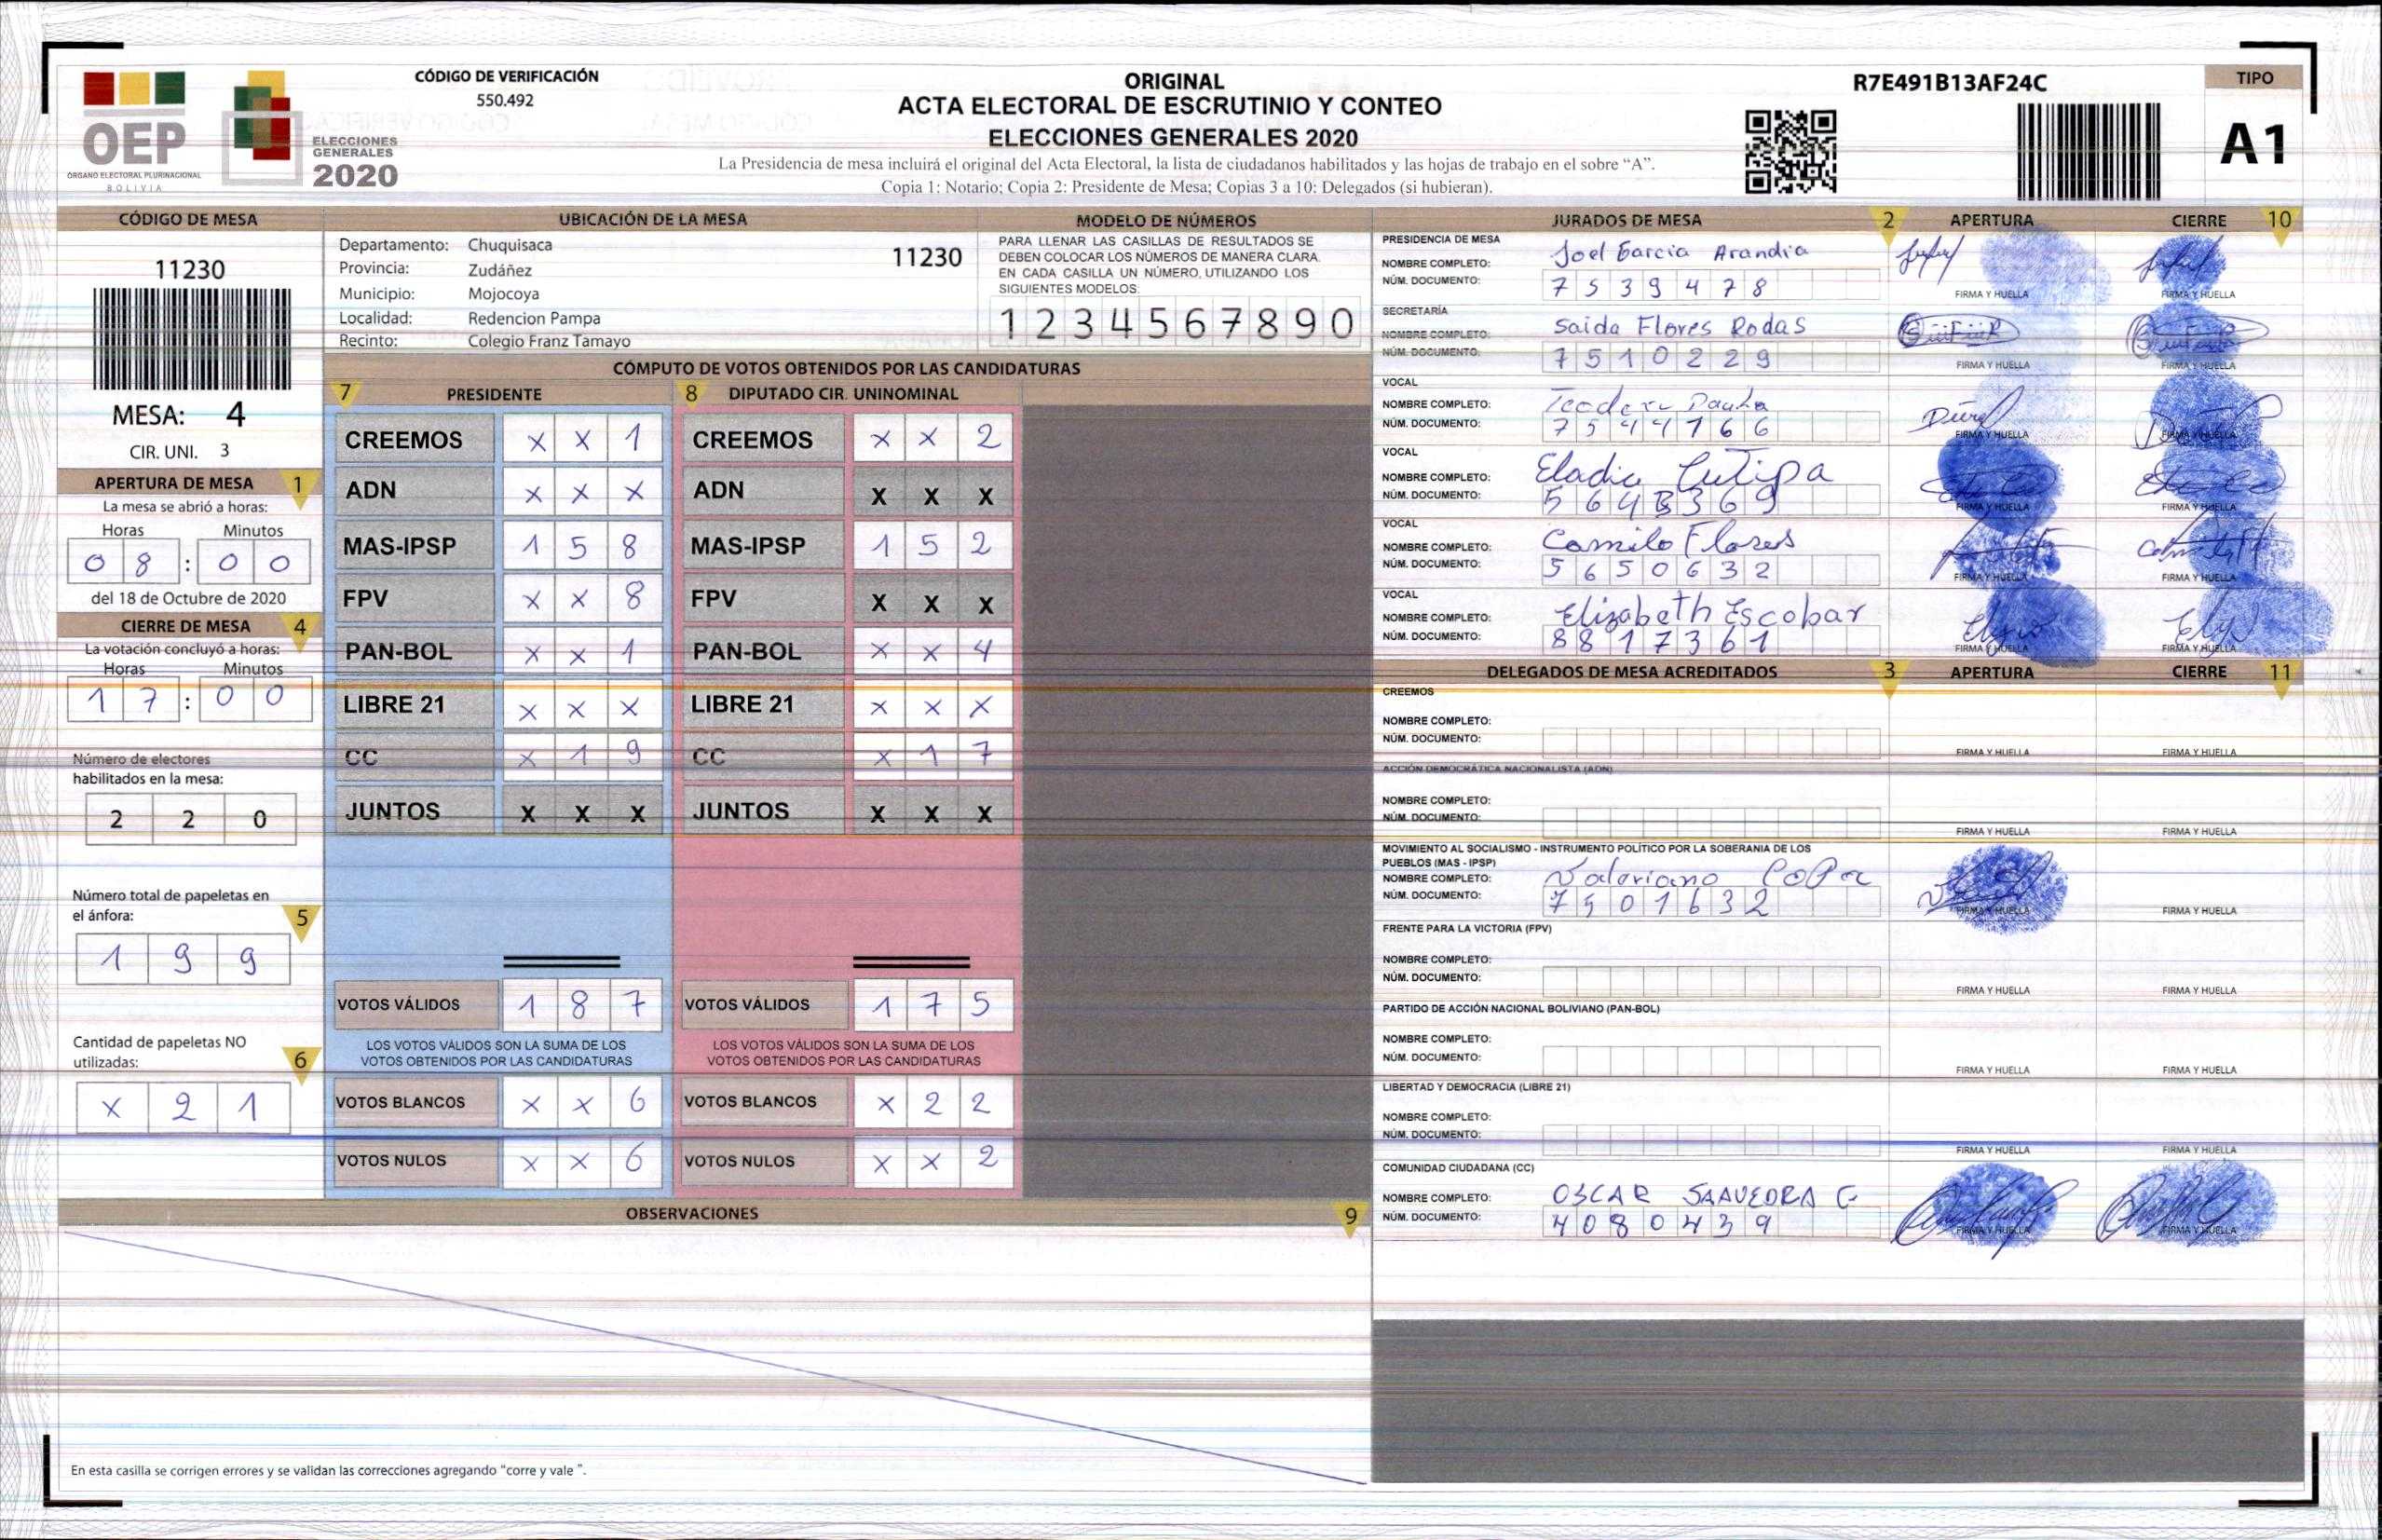 CÓDIGO DE VERIFICACIÓN
550.492
OEP
ÓRGANO ELECTORAL PLURINACIONAL
BOLIVIA
ELECCIONES
GENERALES
2020
ORIGINAL
ACTA ELECTORAL DE ESCRUTINIO Y CONTEO
ELECCIONES GENERALES 2020
La Presidencia de mesa incluirá el original del Acta Electoral, la lista de ciudadanos habilitados y las hojas de trabajo en el sobre “A”.
Copia 1: Notario; Copia 2: Presidente de Mesa; Copias 3 a 10: Delegados (si hubieran).
R7E491B13AF24C
TIPO
A1
CÓDIGO DE MESA
11230
MESA: 4
CIR. UNI. 3
APERTURA DE MESA 1
La mesa se abrió a horas:
Horas Minutos
0 8 : 0 0
del 18 de Octubre de 2020
CIERRE DE MESA 4
La votación concluyó a horas:
Horas Minutos
1 7 : 0 0
Número de electores
habilitados en la mesa:
2 2 0
Número total de papeletas en
el ánfora: 5
1 9 9
Cantidad de papeletas NO
utilizadas: 6
X 2 1
UBICACIÓN DE LA MESA
Departamento: Chuquisaca 11230
Provincia: Zudáñez
Municipio: Mojocoya
Localidad: Redencion Pampa
Recinto: Colegio Franz Tamayo
MODELO DE NÚMEROS
PARA LLENAR LAS CASILLAS DE RESULTADOS SE
DEBEN COLOCAR LOS NÚMEROS DE MANERA CLARA.
EN CADA CASILLA UN NÚMERO, UTILIZANDO LOS
SIGUIENTES MODELOS:
1 2 3 4 5 6 7 8 9 0
CÓMPUTO DE VOTOS OBTENIDOS POR LAS CANDIDATURAS
7 PRESIDENTE 8 DIPUTADO CIR. UNINOMINAL
CREEMOS X X 1 CREEMOS X X 2
ADN X X X ADN X X X
MAS-IPSP 1 5 8 MAS-IPSP 1 5 2
FPV X X 8 FPV X X X
PAN-BOL X X 1 PAN-BOL X X 4
LIBRE 21 X X X LIBRE 21 X X X
CC X 1 9 CC X 1 7
JUNTOS X X X JUNTOS X X X
VOTOS VÁLIDOS 1 8 7 VOTOS VÁLIDOS 1 7 5
LOS VOTOS VÁLIDOS SON LA SUMA DE LOS LOS VOTOS VÁLIDOS SON LA SUMA DE LOS
VOTOS OBTENIDOS POR LAS CANDIDATURAS VOTOS OBTENIDOS POR LAS CANDIDATURAS
VOTOS BLANCOS X X 6 VOTOS BLANCOS X 2 2
VOTOS NULOS X X 6 VOTOS NULOS X X 2
OBSERVACIONES 9
En esta casilla se corrigen errores y se validan las correcciones agregando “corre y vale ”.
JURADOS DE MESA 2 APERTURA CIERRE 10
PRESIDENCIA DE MESA
NOMBRE COMPLETO: Joel Garcia Arandia
NÚM. DOCUMENTO: 7 5 3 9 4 7 8
FIRMA Y HUELLA FIRMA Y HUELLA
SECRETARÍA
NOMBRE COMPLETO: Saida Flores Rodas
NÚM. DOCUMENTO: 7 5 1 0 2 2 9
FIRMA Y HUELLA FIRMA Y HUELLA
VOCAL
NOMBRE COMPLETO:
NÚM. DOCUMENTO: 7 5 4 4 7 6 6
FIRMA Y HUELLA FIRMA Y HUELLA
VOCAL
NOMBRE COMPLETO: Eladio Cutipa
NÚM. DOCUMENTO:
FIRMA Y HUELLA FIRMA Y HUELLA
VOCAL
NOMBRE COMPLETO: Camilo Flores
NÚM. DOCUMENTO: 5 6 5 0 6 3 2
FIRMA Y HUELLA FIRMA Y HUELLA
VOCAL
NOMBRE COMPLETO: Elizabeth Escobar
NÚM. DOCUMENTO: 8 8 1 7 3 6 1
FIRMA Y HUELLA FIRMA Y HUELLA
DELEGADOS DE MESA ACREDITADOS 3 APERTURA CIERRE 11
CREEMOS
NOMBRE COMPLETO:
NÚM. DOCUMENTO:
FIRMA Y HUELLA FIRMA Y HUELLA
ACCIÓN DEMOCRÁTICA NACIONALISTA (ADN)
NOMBRE COMPLETO:
NÚM. DOCUMENTO:
FIRMA Y HUELLA FIRMA Y HUELLA
MOVIMIENTO AL SOCIALISMO - INSTRUMENTO POLÍTICO POR LA SOBERANIA DE LOS
PUEBLOS (MAS - IPSP)
NOMBRE COMPLETO: Valeriano
NÚM. DOCUMENTO: 7 5 0 1 6 3 2
FIRMA Y HUELLA FIRMA Y HUELLA
FRENTE PARA LA VICTORIA (FPV)
NOMBRE COMPLETO:
NÚM. DOCUMENTO:
FIRMA Y HUELLA FIRMA Y HUELLA
PARTIDO DE ACCIÓN NACIONAL BOLIVIANO (PAN-BOL)
NOMBRE COMPLETO:
NÚM. DOCUMENTO:
FIRMA Y HUELLA FIRMA Y HUELLA
LIBERTAD Y DEMOCRACIA (LIBRE 21)
NOMBRE COMPLETO:
NÚM. DOCUMENTO:
FIRMA Y HUELLA FIRMA Y HUELLA
COMUNIDAD CIUDADANA (CC)
NOMBRE COMPLETO: OSCAR SAAVEDRA G
NÚM. DOCUMENTO: 4 0 8 0 4 3 9
FIRMA Y HUELLA FIRMA Y HUELLA